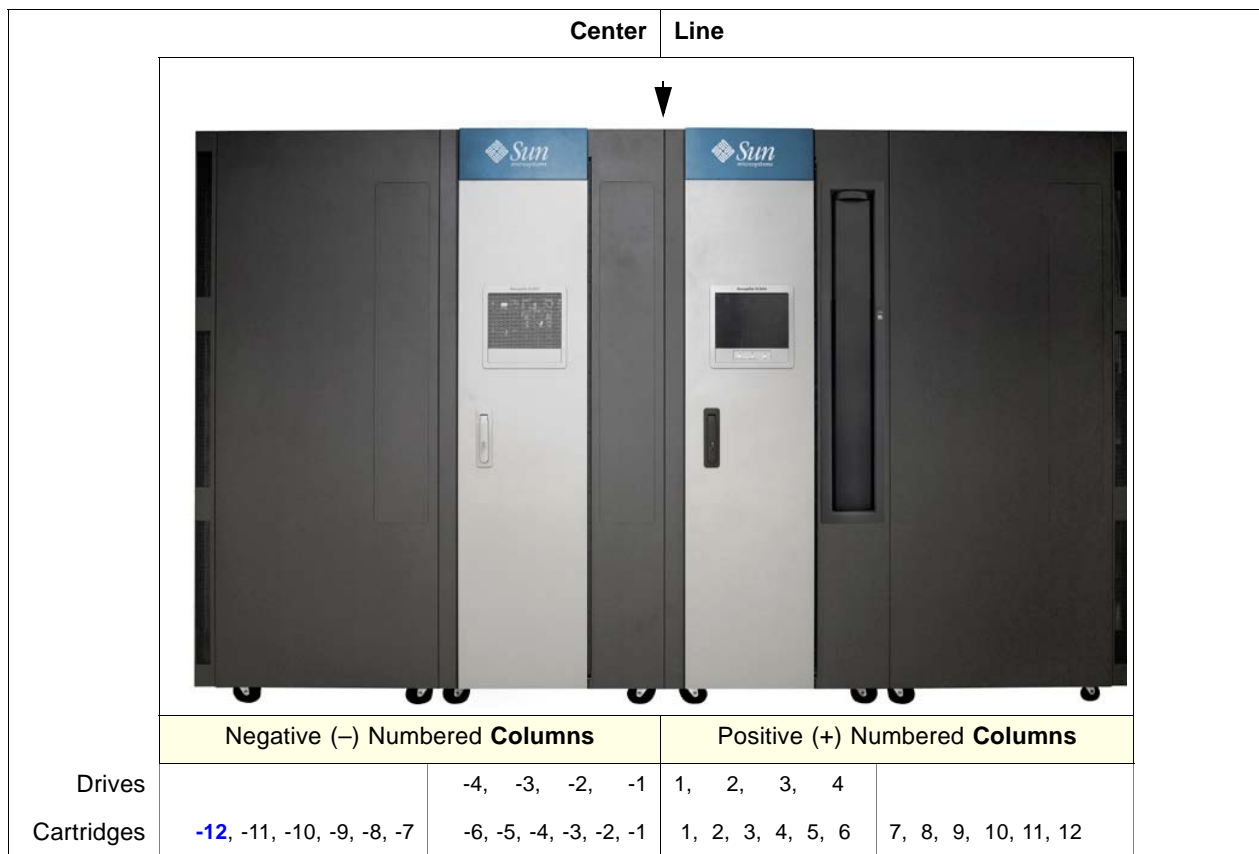 Center Line
Sun
microsystems
Sun
microsystems
Negative (–) Numbered Columns
Positive (+) Numbered Columns
Drives -4, -3, -2, -1 1, 2, 3, 4
Cartridges -12, -11, -10, -9, -8, -7 -6, -5, -4, -3, -2, -1 1, 2, 3, 4, 5, 6 7, 8, 9, 10, 11, 12